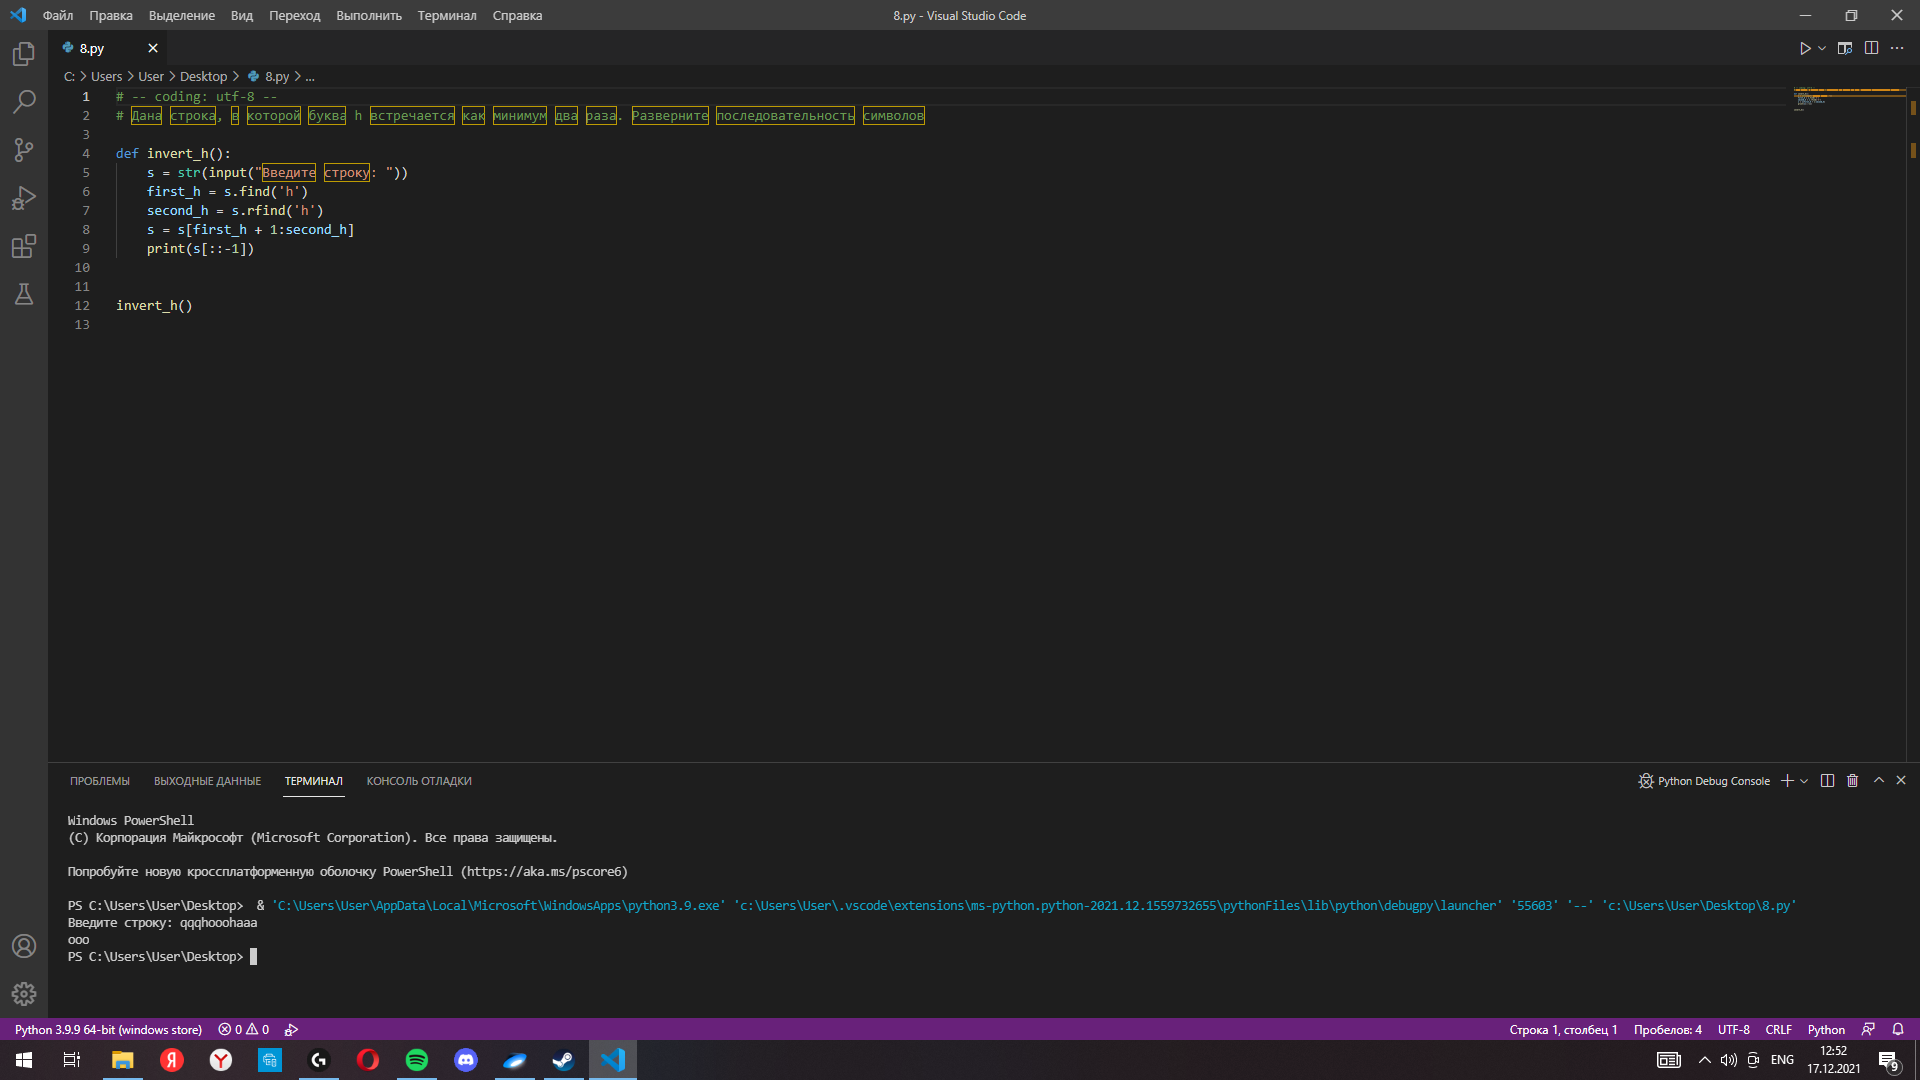 Файл Правка Выделение Вид Переход Выполнить Терминал Справка 8.py - Visual Studio Code
8.py
C: > Users > User > Desktop > 8.py > ...
1 # -- coding: utf-8 --
2 # Дана строка, в которой буква h встречается как минимум два раза. Разверните последовательность символов
3
4 def invert_h():
5 s = str(input("Введите строку: "))
6 first_h = s.find('h')
7 second_h = s.rfind('h')
8 s = s[first_h + 1:second_h]
9 print(s[::-1])
10
11
12 invert_h()
13
ПРОБЛЕМЫ ВЫХОДНЫЕ ДАННЫЕ ТЕРМИНАЛ КОНСОЛЬ ОТЛАДКИ Python Debug Console
Windows PowerShell
(C) Корпорация Майкрософт (Microsoft Corporation). Все права защищены.
Попробуйте новую кроссплатформенную оболочку PowerShell (https://aka.ms/pscore6)
PS C:\Users\User\Desktop> & 'C:\Users\User\AppData\Local\Microsoft\WindowsApps\python3.9.exe' 'c:\Users\User\.vscode\extensions\ms-python.python-2021.12.1559732655\pythonFiles\lib\python\debugpy\launcher' '55603' '--' 'c:\Users\User\Desktop\8.py'
Введите строку: qqqhooohaaa
ooo
PS C:\Users\User\Desktop>
Python 3.9.9 64-bit (windows store) 0 0 Строка 1, столбец 1 Пробелов: 4 UTF-8 CRLF Python
ENG 12:52
17.12.2021 9